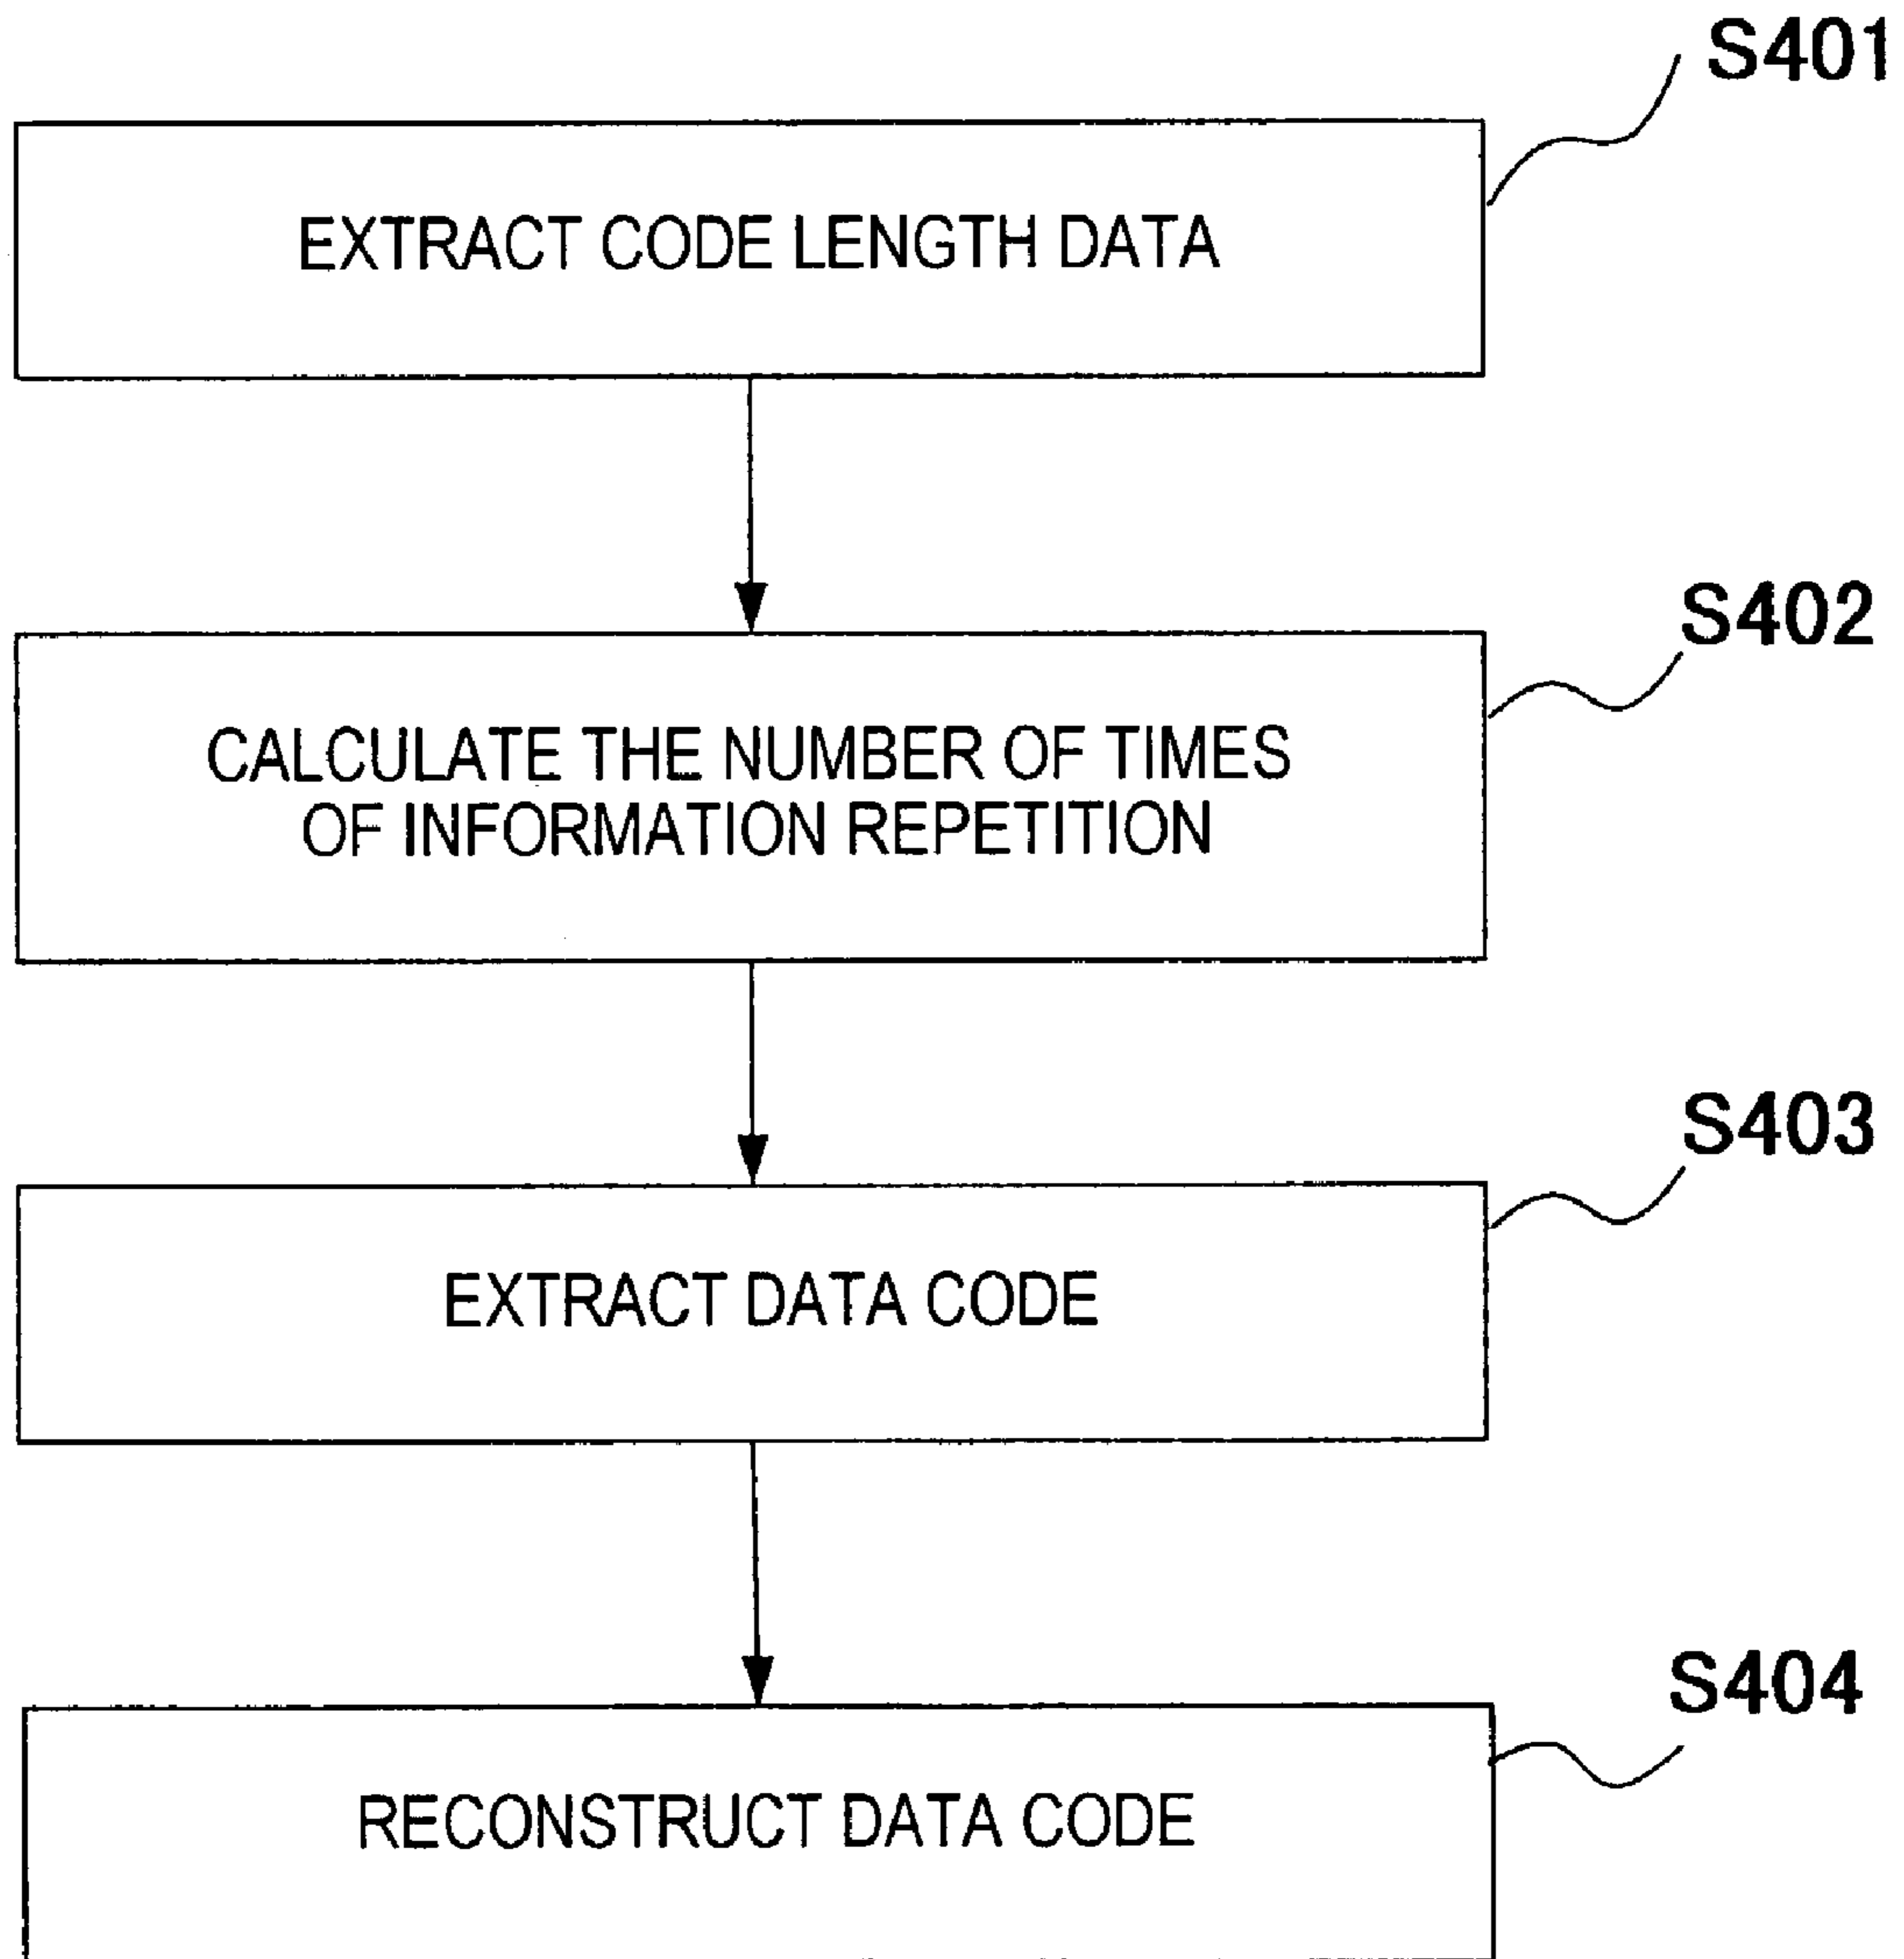 S401
EXTRACT CODE LENGTH DATA
S402
CALCULATE THE NUMBER OF TIMES
OF INFORMATION REPETITION
S403
EXTRACT DATA CODE
S404
RECONSTRUCT DATA CODE